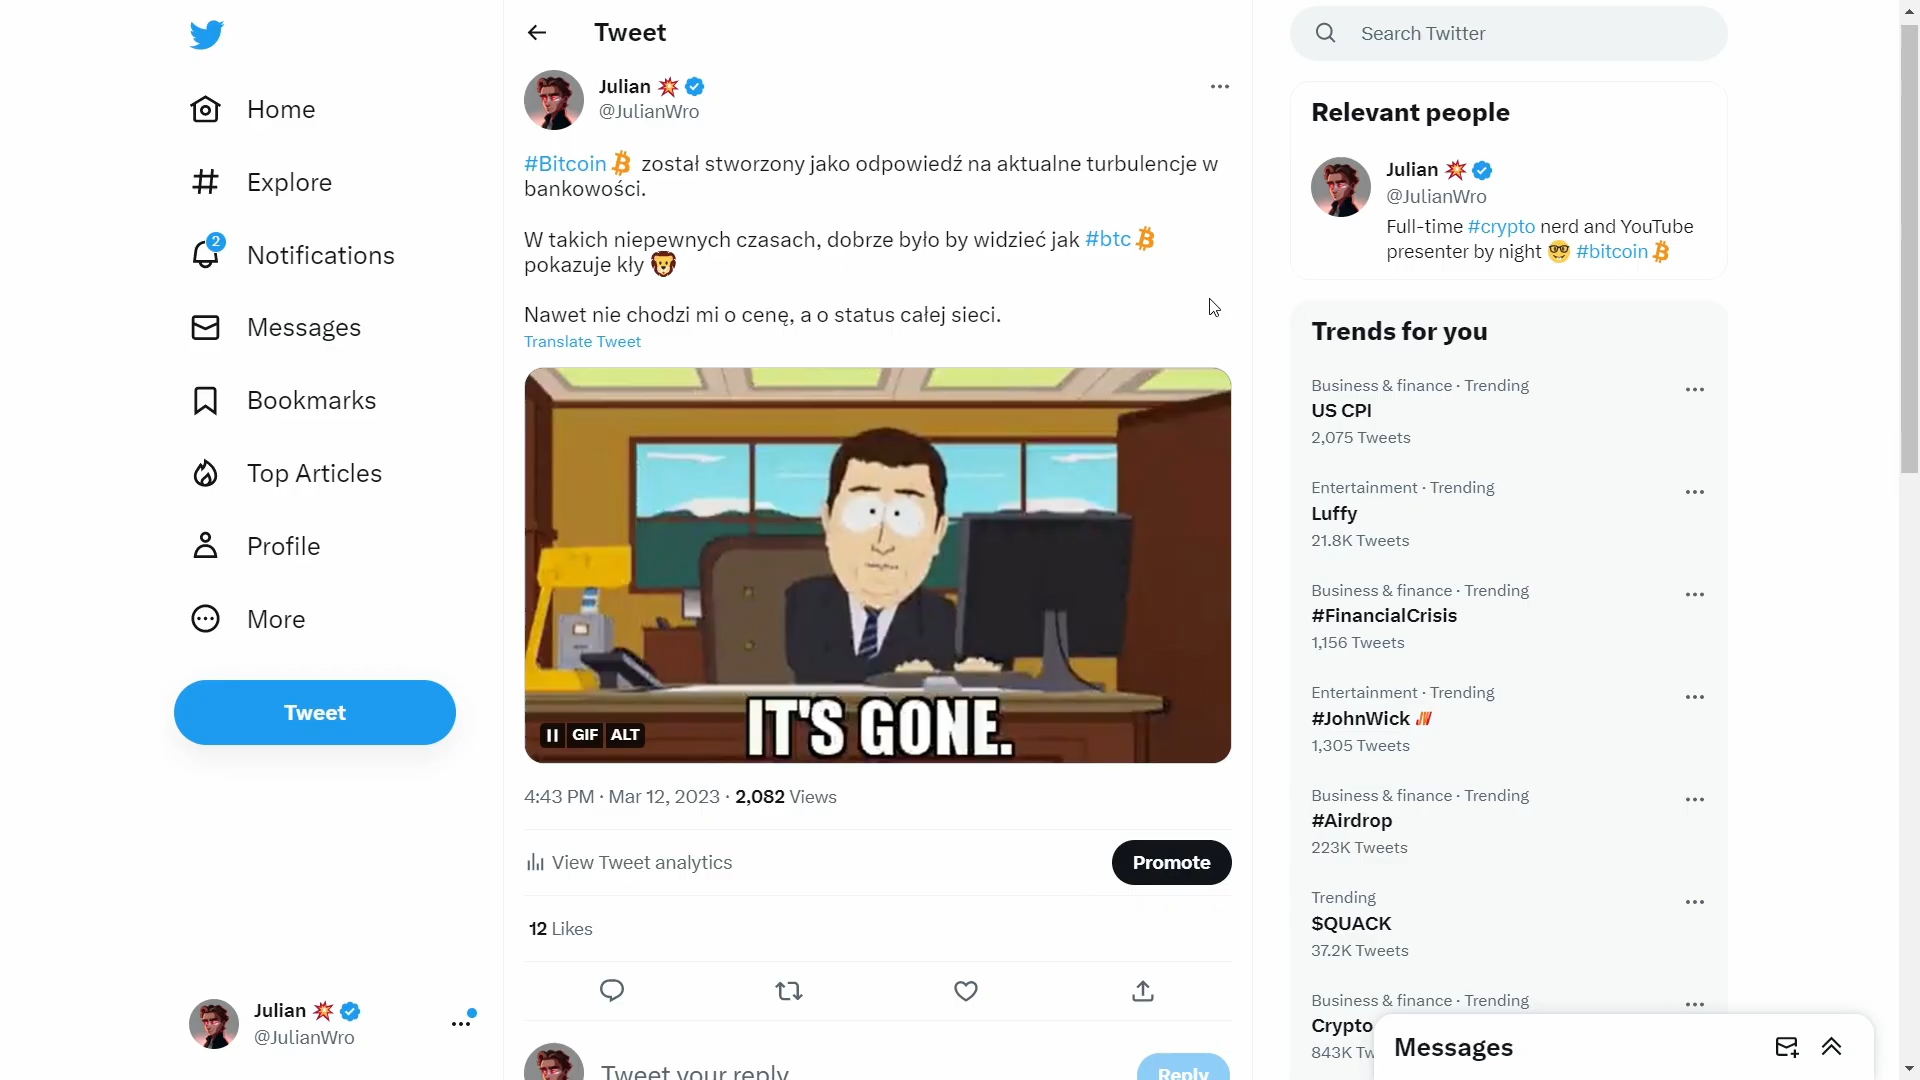 Home
Explore
2
Notifications
Messages
Bookmarks
Top Articles
Profile
More
Tweet
Julian
@JulianWro
Tweet
Julian
@JulianWro
#Bitcoin został stworzony jako odpowiedź na aktualne turbulencje w
bankowości.
W takich niepewnych czasach, dobrze było by widzieć jak #btc
pokazuje kły
Nawet nie chodzi mi o cenę, a o status całej sieci.
Translate Tweet
IT'S GONE.
GIF ALT
4:43 PM · Mar 12, 2023 · 2,082 Views
View Tweet analytics
Promote
12 Likes
Tweet your reply
Reply
Search Twitter
Relevant people
Julian
@JulianWro
Full-time #crypto nerd and YouTube
presenter by night #bitcoin
Trends for you
Business & finance · Trending
US CPI
2,075 Tweets
Entertainment · Trending
Luffy
21.8K Tweets
Business & finance · Trending
#FinancialCrisis
1,156 Tweets
Entertainment · Trending
#JohnWick
1,305 Tweets
Business & finance · Trending
#Airdrop
223K Tweets
Trending
$QUACK
37.2K Tweets
Business & finance · Trending
Crypto
843K Tw
Messages